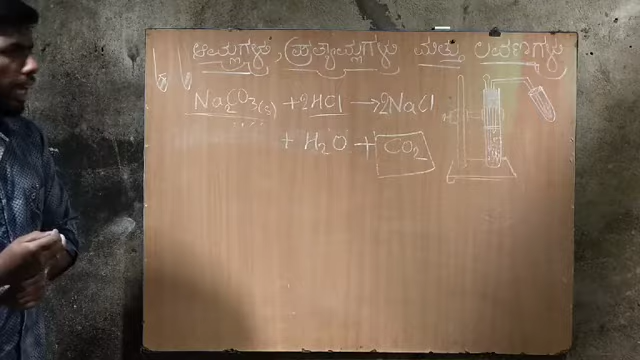 ಆಮ್ಲಗಳು, ಪ್ರತ್ಯಾಮ್ಲಗಳು ಮತ್ತು ಲವಣಗಳು
Na₂CO₃(s) + 2HCl → 2NaCl
+ H₂O + CO₂